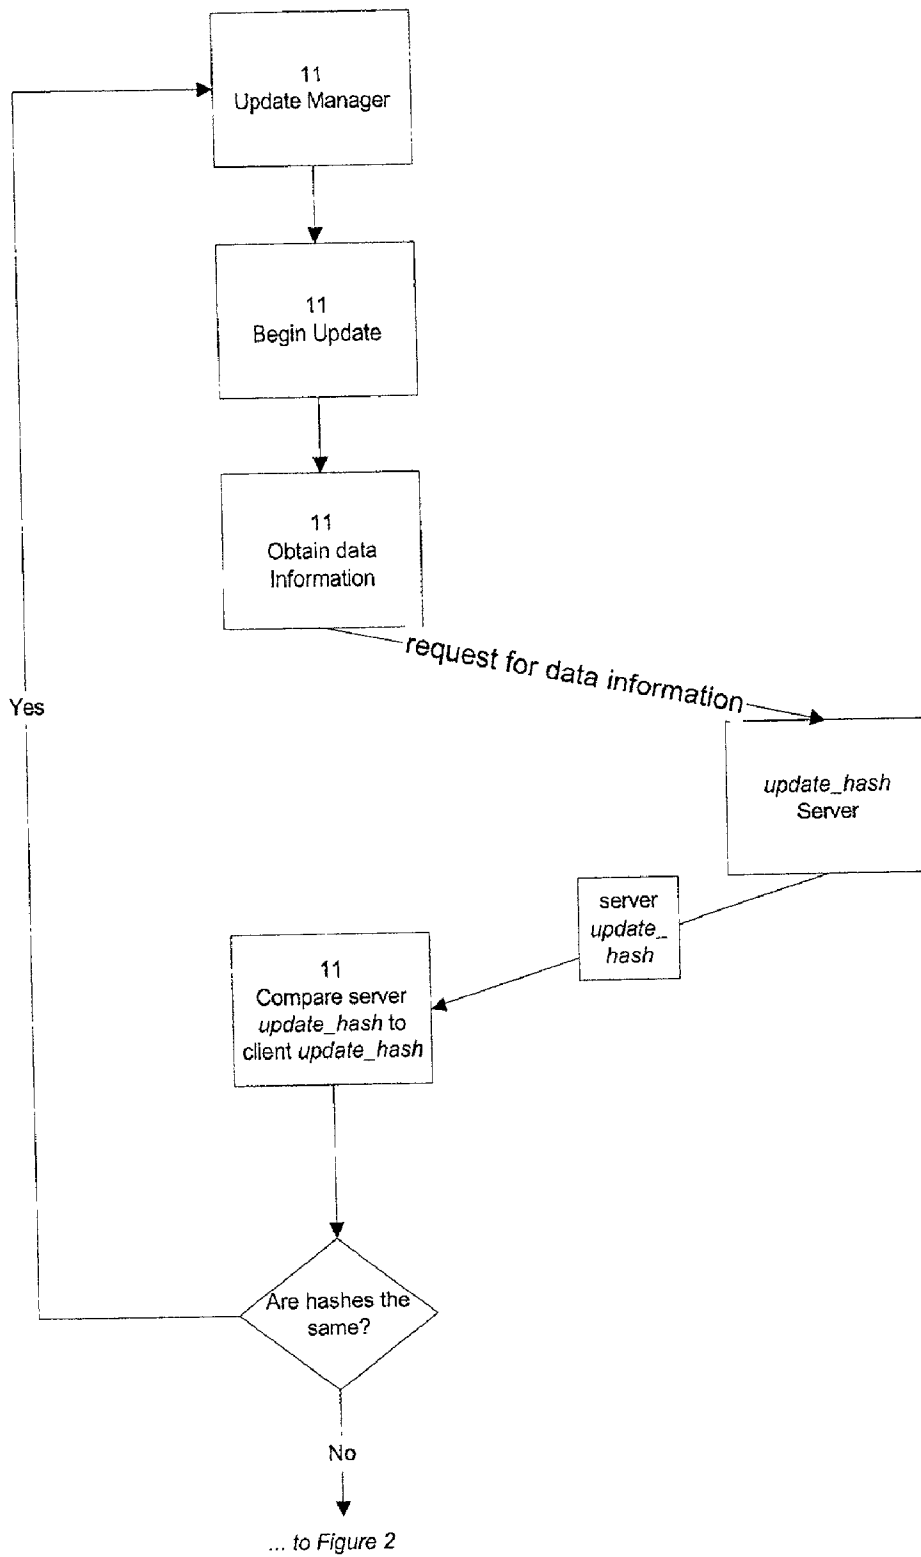 11
Update Manager
11
Begin Update
11
Obtain data
Information
request for data information
Yes
update_hash
Server
server
update_
hash
11
Compare server
update_hash to
client update_hash
Are hashes the
same?
No
... to Figure 2